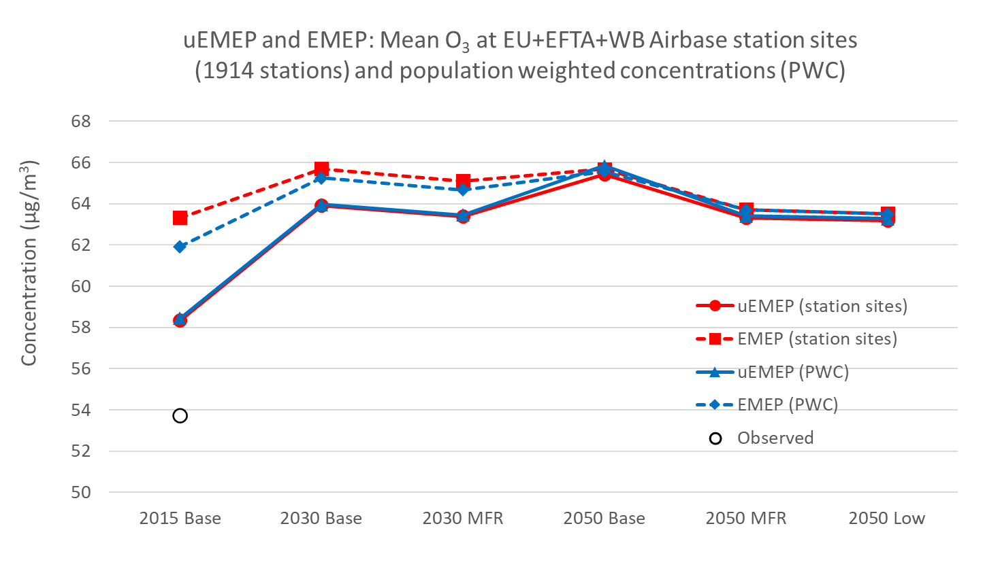 uEMEP and EMEP: Mean O₃ at EU+EFTA+WB Airbase station sites
(1914 stations) and population weighted concentrations (PWC)
Concentration (µg/m³)
68
66
64
62
60
58
56
54
52
50
uEMEP (station sites)
EMEP (station sites)
uEMEP (PWC)
EMEP (PWC)
Observed
2015 Base
2030 Base
2030 MFR
2050 Base
2050 MFR
2050 Low